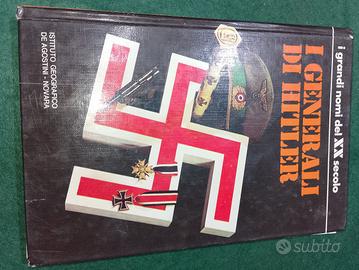 i grandi nomi del XX secolo
I GENERALI
DI HITLER
ISTITUTO GEOGRAFICO
DE AGOSTINI - NOVARA
subito